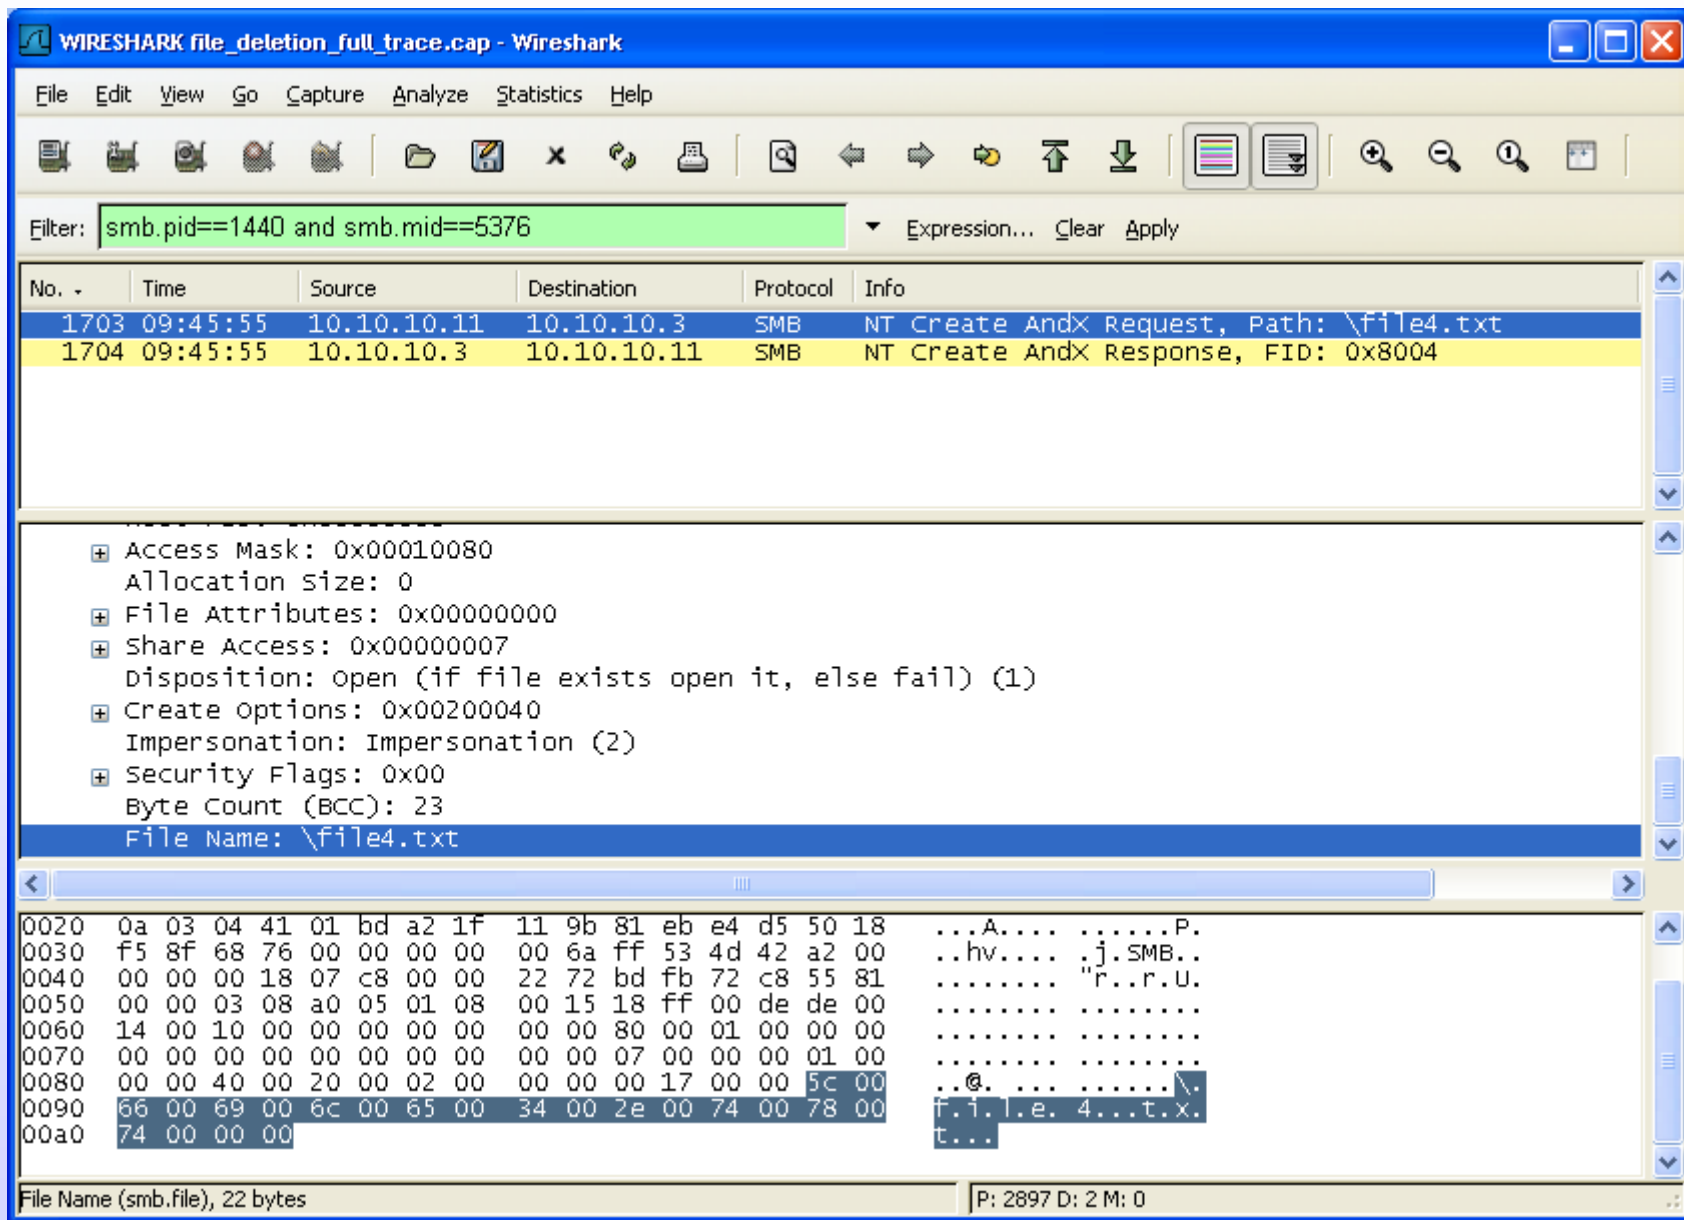 WIRESHARK file_deletion_full_trace.cap - Wireshark
File Edit View Go Capture Analyze Statistics Help
Filter: smb.pid==1440 and smb.mid==5376 Expression... Clear Apply
No. Time Source Destination Protocol Info
1703 09:45:55 10.10.10.11 10.10.10.3 SMB NT Create AndX Request, Path: \file4.txt
1704 09:45:55 10.10.10.3 10.10.10.11 SMB NT Create AndX Response, FID: 0x8004
Access Mask: 0x00010080
Allocation Size: 0
File Attributes: 0x00000000
Share Access: 0x00000007
Disposition: Open (if file exists open it, else fail) (1)
Create Options: 0x00200040
Impersonation: Impersonation (2)
Security Flags: 0x00
Byte Count (BCC): 23
File Name: \file4.txt
0020 0a 03 04 41 01 bd a2 1f 11 9b 81 eb e4 d5 50 18 ...A.... ......P.
0030 f5 8f 68 76 00 00 00 00 00 6a ff 53 4d 42 a2 00 ..hv.... .j.SMB..
0040 00 00 00 18 07 c8 00 00 22 72 bd fb 72 c8 55 81 ........ "r..r.U.
0050 00 00 03 08 a0 05 01 08 00 15 18 ff 00 de de 00 ........ ........
0060 14 00 10 00 00 00 00 00 00 00 80 00 01 00 00 00 ........ ........
0070 00 00 00 00 00 00 00 00 00 00 07 00 00 00 01 00 ........ ........
0080 00 00 40 00 20 00 02 00 00 00 00 17 00 00 5c 00 ..@. ... ......\.
0090 66 00 69 00 6c 00 65 00 34 00 2e 00 74 00 78 00 f.i.l.e. 4...t.x.
00a0 74 00 00 00 t...
File Name (smb.file), 22 bytes P: 2897 D: 2 M: 0